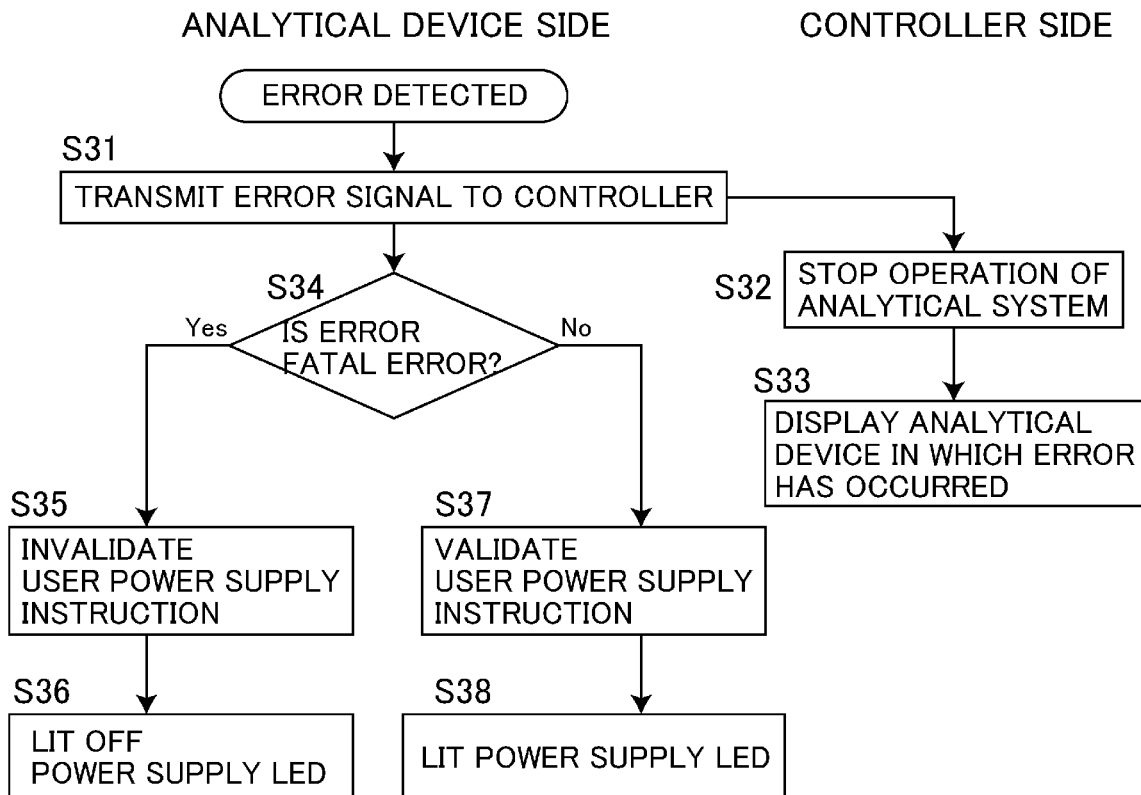 ANALYTICAL DEVICE SIDE
CONTROLLER SIDE
ERROR DETECTED
S31
TRANSMIT ERROR SIGNAL TO CONTROLLER
S32
STOP OPERATION OF
ANALYTICAL SYSTEM
S33
DISPLAY ANALYTICAL
DEVICE IN WHICH ERROR
HAS OCCURRED
S34
IS ERROR
FATAL ERROR?
Yes
No
S35
INVALIDATE
USER POWER SUPPLY
INSTRUCTION
S36
LIT OFF
POWER SUPPLY LED
S37
VALIDATE
USER POWER SUPPLY
INSTRUCTION
S38
LIT POWER SUPPLY LED